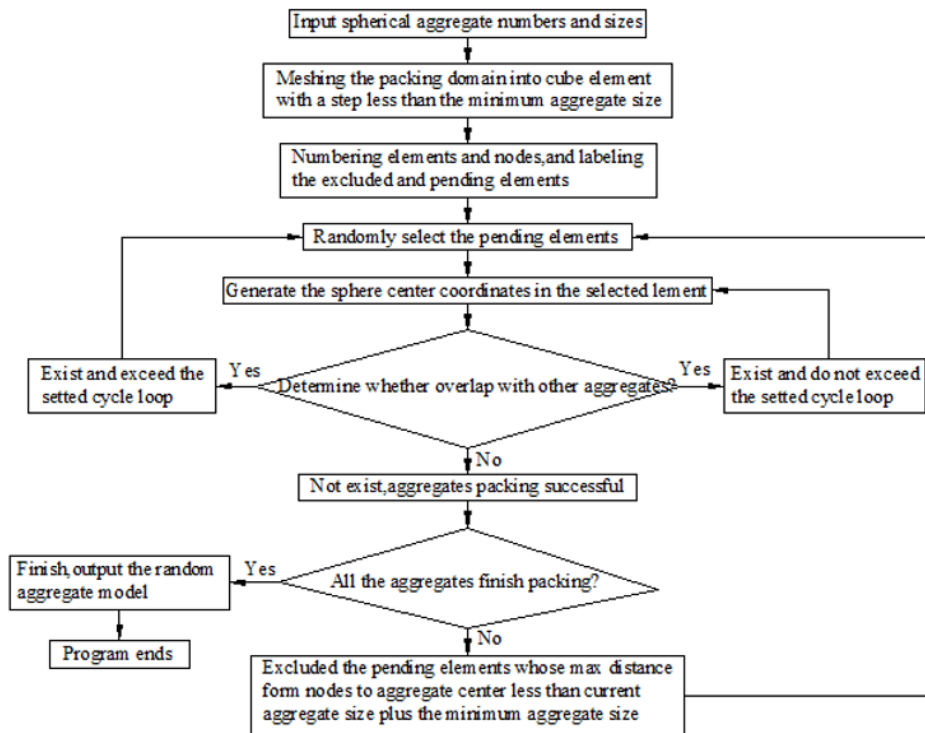 Input spherical aggregate numbers and sizes
Meshing the packing domain into cube element
with a step less than the minimum aggregate size
Numbering elements and nodes,and labeling
the excluded and pending elements
Randomly select the pending elements
Generate the sphere center coordinates in the selected lement
Yes
Exist and exceed the
setted cycle loop
Determine whether overlap with other aggregates?
Yes
Exist and do not exceed
the setted cycle loop
No
Not exist,aggregates packing successful
Yes
Finish,output the random
aggregate model
All the aggregates finish packing?
Program ends
No
Excluded the pending elements whose max distance
form nodes to aggregate center less than current
aggregate size plus the minimum aggregate size